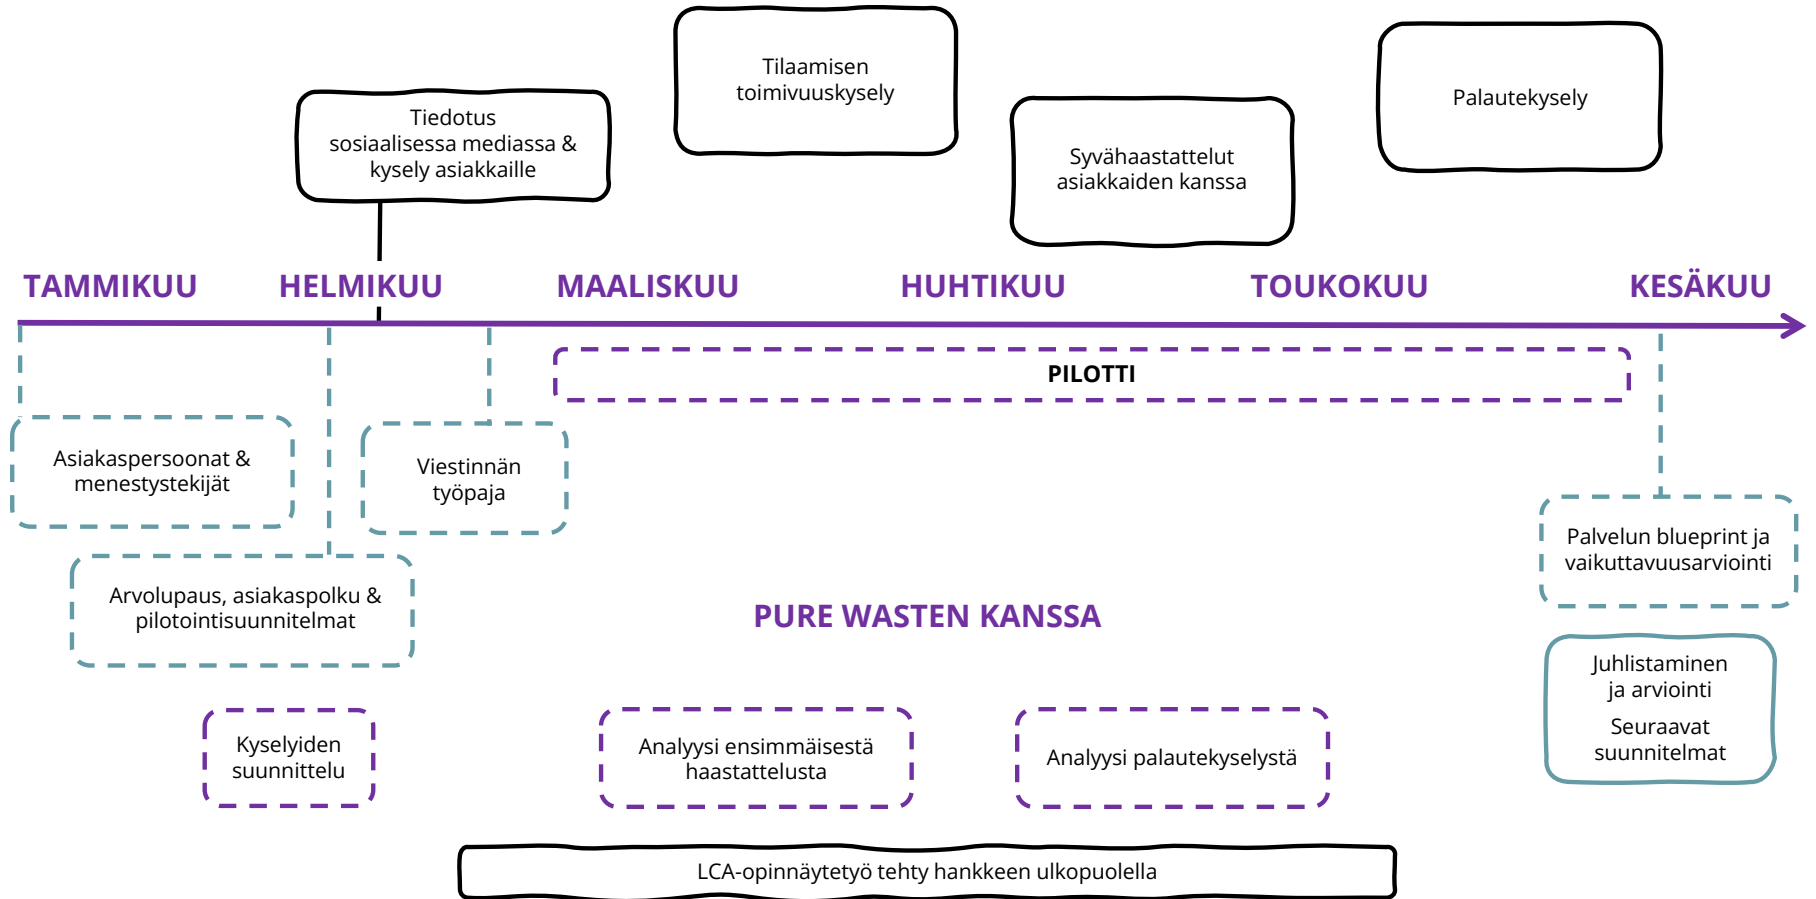 Tilaamisen
toimivuuskysely
Palautekysely
Tiedotus
sosiaalisessa mediassa &
kysely asiakkaille
Syvähaastattelut
asiakkaiden kanssa
TAMMIKUU
HELMIKUU
MAALISKUU
HUHTIKUU
TOUKOKUU
KESÄKUU
PILOTTI
Asiakaspersoonat &
menestystekijät
Viestinnän
työpaja
Palvelun blueprint ja
vaikuttavuusarviointi
Arvolupaus, asiakaspolku &
pilotointisuunnitelmat
PURE WASTEN KANSSA
Juhlistaminen
ja arviointi
Seuraavat
suunnitelmat
Kyselyiden
suunnittelu
Analyysi ensimmäisestä
haastattelusta
Analyysi palautekyselystä
LCA-opinnäytetyö tehty hankkeen ulkopuolella